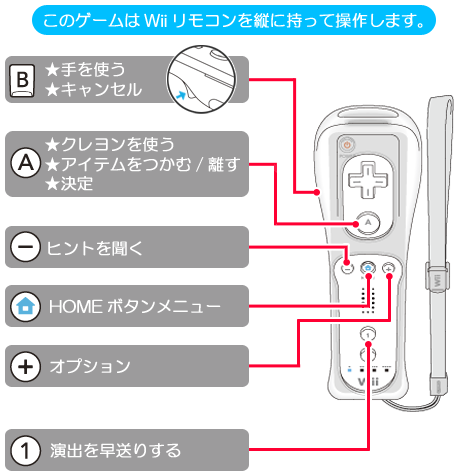 このゲームは Wii リモコンを縦に持って操作します。
B
★手を使う
★キャンセル
A
★クレヨンを使う
★アイテムをつかむ / 離す
★決定
−
ヒントを聞く
HOME ボタンメニュー
+
オプション
1
演出を早送りする
A
−
+
1
Wii
Wii